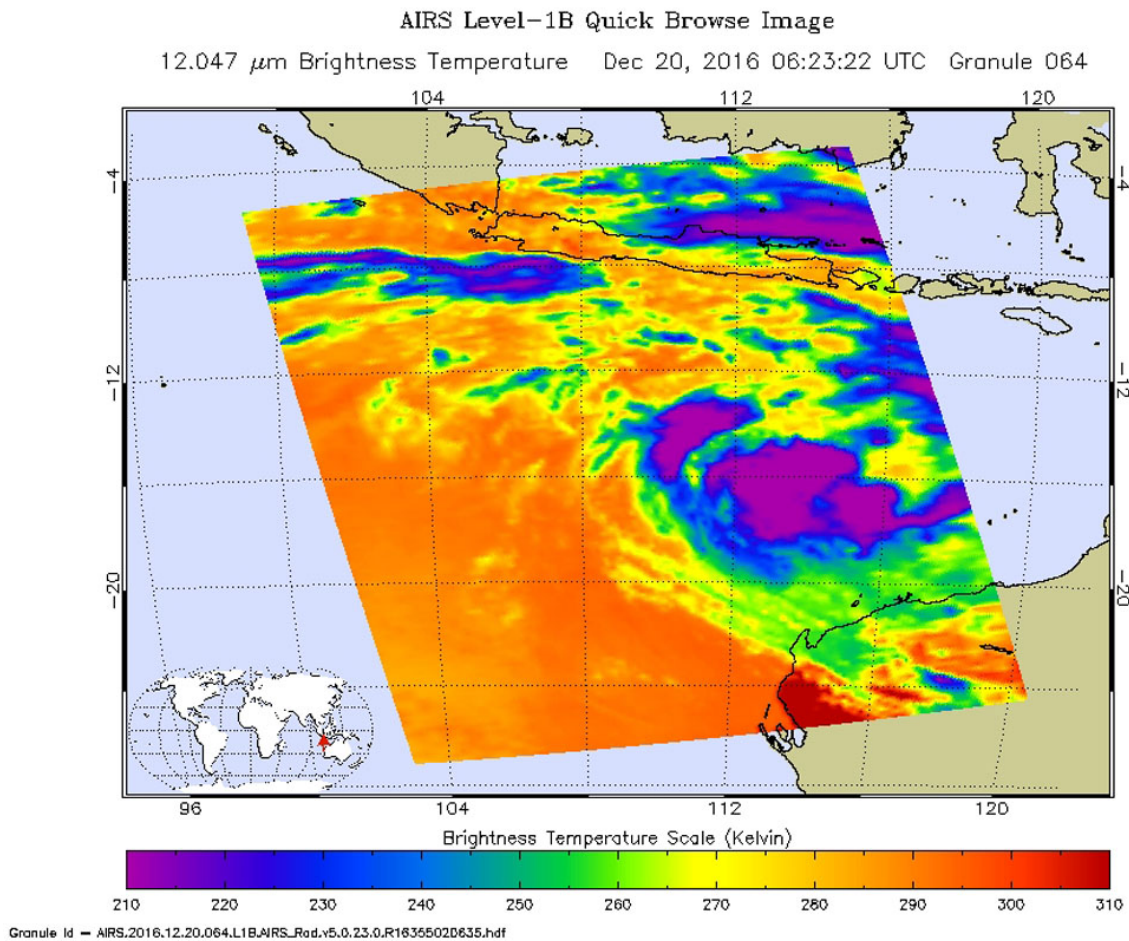 AIRS Level-1B Quick Browse Image
12.047 μm Brightness Temperature Dec 20, 2016 06:23:22 UTC Granule 064
104 112 120
-4 -4
-12 -12
-20 -20
96 104 112 120
Brightness Temperature Scale (Kelvin)
210 220 230 240 250 260 270 280 290 300 310
Granule Id - AIRS.2016.12.20.064.L1B.AIRS_Rad.v5.0.23.0.R16355020635.hdf